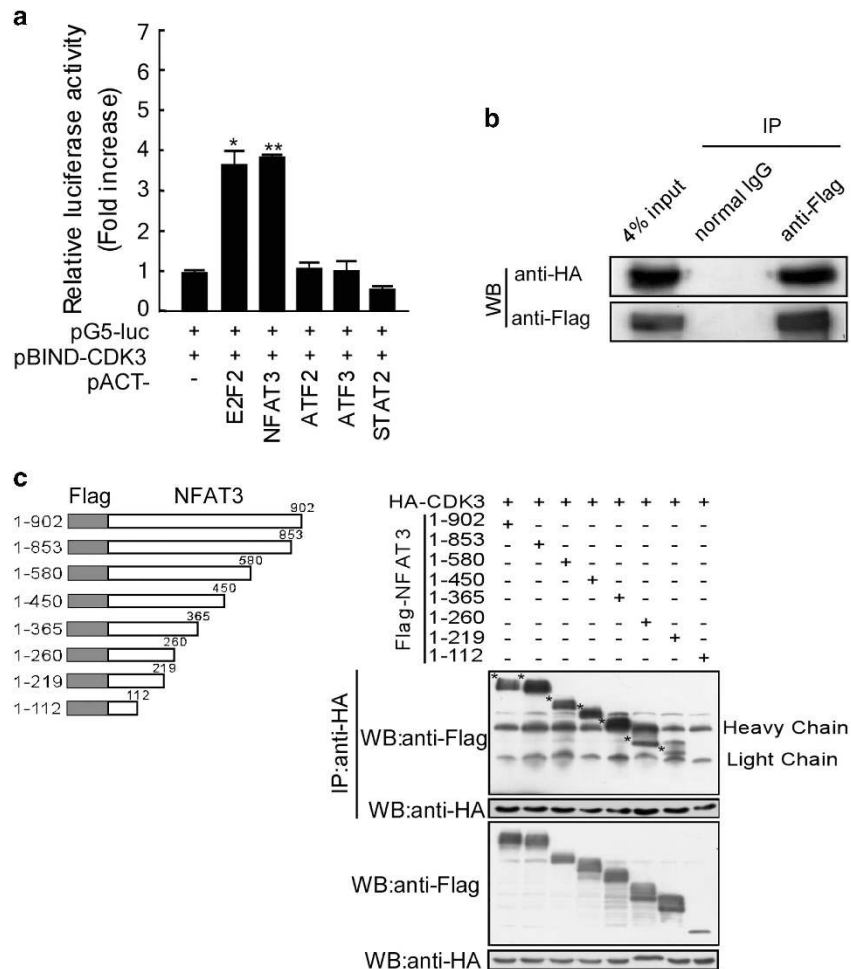 a
Relative luciferase activity
(Fold increase)
7
6
5
4
3
2
1
0
* **
pG5-luc + + + + + +
pBIND-CDK3 + + + + + +
pACT- - E2F2 NFAT3 ATF2 ATF3 STAT2
b
IP
4% input normal IgG anti-Flag
WB
anti-HA
anti-Flag
c
Flag NFAT3
1-902 902
1-853 853
1-580 580
1-450 450
1-365 365
1-260 260
1-219 219
1-112 112
HA-CDK3 + + + + + + + +
Flag-NFAT3
1-902 + - - - - - - -
1-853 - + - - - - - -
1-580 - - + - - - - -
1-450 - - - + - - - -
1-365 - - - - + - - -
1-260 - - - - - + - -
1-219 - - - - - - + -
1-112 - - - - - - - +
IP:anti-HA
WB:anti-Flag
* * * * * * *
Heavy Chain
Light Chain
WB:anti-HA
WB:anti-Flag
WB:anti-HA